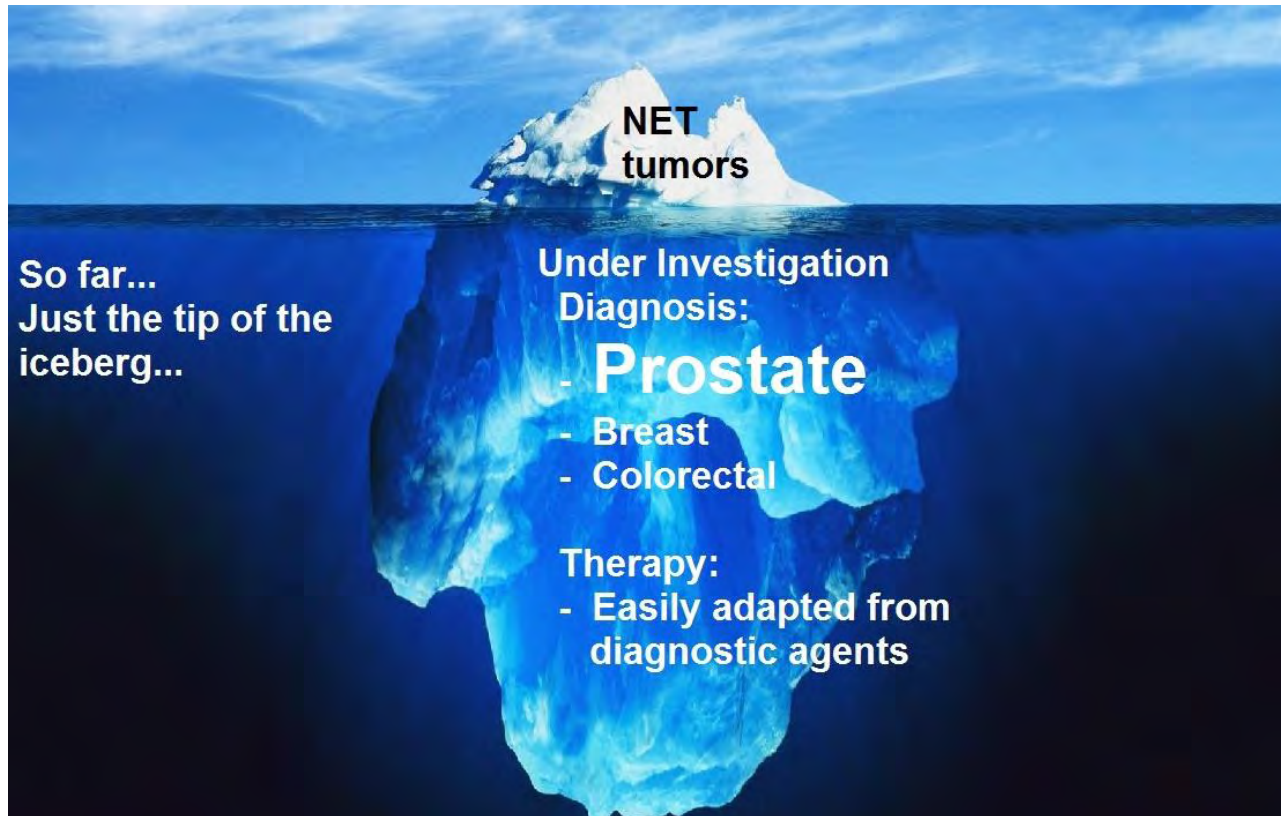 NET
tumors
So far...
Just the tip of the
iceberg...
Under Investigation
Diagnosis:
- Prostate
- Breast
- Colorectal
Therapy:
- Easily adapted from
diagnostic agents